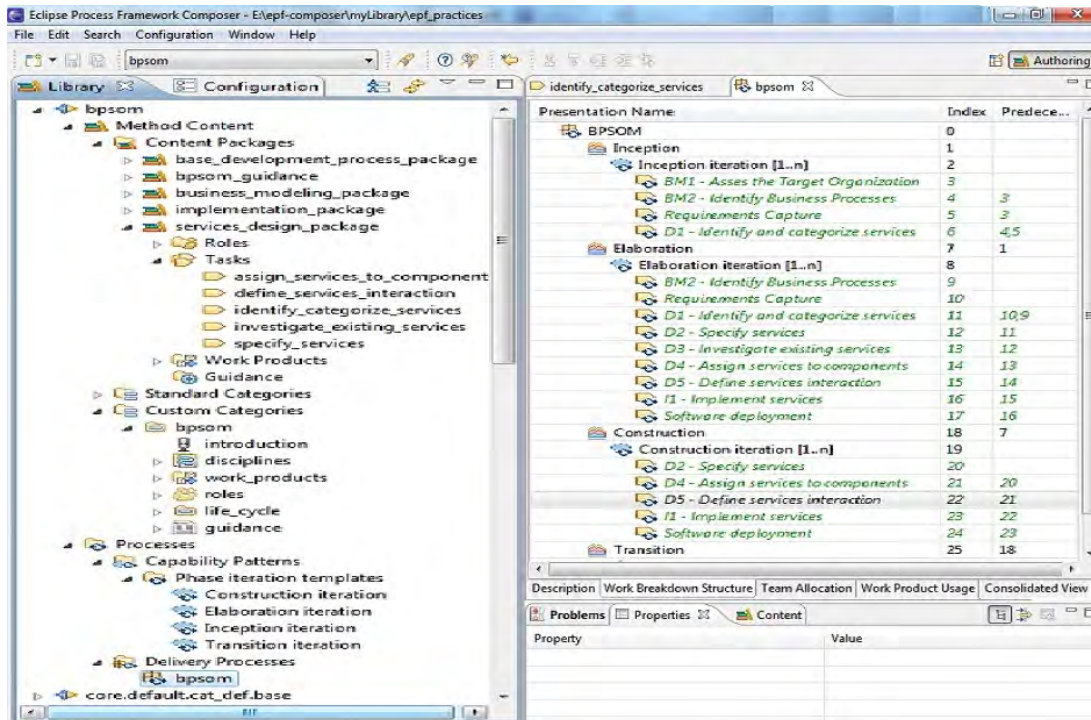 Eclipse Process Framework Composer - E:\epf-composer\myLibrary\epf_practices
File Edit Search Configuration Window Help
bpsom
Authoring
Library
Configuration
bpsom
Method Content
Content Packages
base_development_process_package
bpsom_guidance
business_modeling_package
implementation_package
services_design_package
Roles
Tasks
assign_services_to_component
define_services_interaction
identify_categorize_services
investigate_existing_services
specify_services
Work Products
Guidance
Standard Categories
Custom Categories
bpsom
introduction
disciplines
work_products
roles
life_cycle
guidance
Processes
Capability Patterns
Phase iteration templates
Construction iteration
Elaboration iteration
Inception iteration
Transition iteration
Delivery Processes
bpsom
core.default.cat_def.base
identify_categorize_services
bpsom
Presentation Name Index Predece...
BPSOM 0
Inception 1
Inception iteration [1..n] 2
BM1 - Asses the Target Organization 3
BM2 - Identify Business Processes 4 3
Requirements Capture 5 3
D1 - Identify and categorize services 6 4,5
Elaboration 7 1
Elaboration iteration [1..n] 8
BM2 - Identify Business Processes 9
Requirements Capture 10
D1 - Identify and categorize services 11 10,9
D2 - Specify services 12 11
D3 - Investigate existing services 13 12
D4 - Assign services to components 14 13
D5 - Define services interaction 15 14
I1 - Implement services 16 15
Software deployment 17 16
Construction 18 7
Construction iteration [1..n] 19
D2 - Specify services 20
D4 - Assign services to components 21 20
D5 - Define services interaction 22 21
I1 - Implement services 23 22
Software deployment 24 23
Transition 25 18
Description Work Breakdown Structure Team Allocation Work Product Usage Consolidated View
Problems Properties Content
Property Value